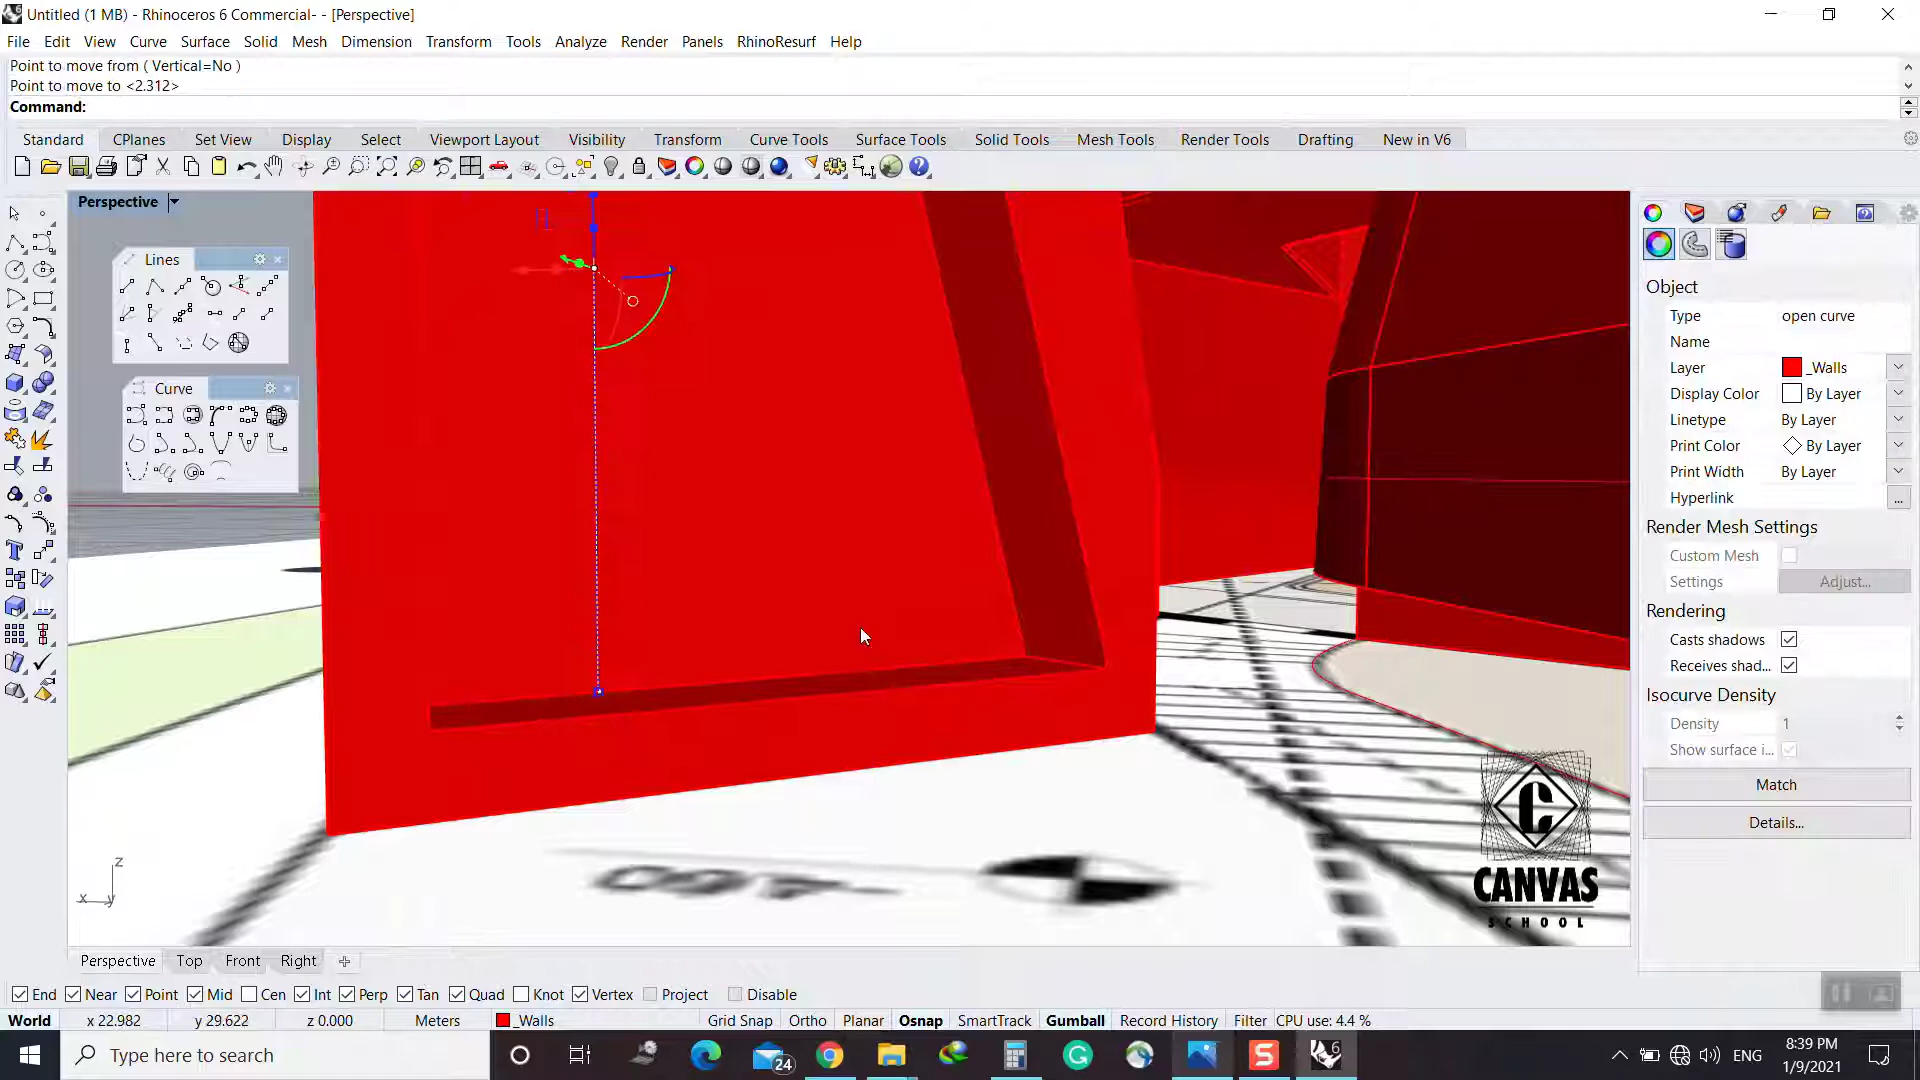 Untitled (1 MB) - Rhinoceros 6 Commercial- - [Perspective]
File Edit View Curve Surface Solid Mesh Dimension Transform Tools Analyze Render Panels RhinoResurf Help
Point to move from ( Vertical=No )
Point to move to <2.312>
Command:
Standard CPlanes Set View Display Select Viewport Layout Visibility Transform Curve Tools Surface Tools Solid Tools Mesh Tools Render Tools Drafting New in V6
Perspective
Lines
Curve
Object
Type open curve
Name
Layer _Walls
Display Color By Layer
Linetype By Layer
Print Color By Layer
Print Width By Layer
Hyperlink ...
Render Mesh Settings
Custom Mesh
Settings Adjust...
Rendering
Casts shadows
Receives shad...
Isocurve Density
Density 1
Show surface i...
Match
Details...
C
CANVAS
SCHOOL
z
x y
Perspective Top Front Right
End Near Point Mid Cen Int Perp Tan Quad Knot Vertex Project Disable
World x 22.982 y 29.622 z 0.000 Meters _Walls Grid Snap Ortho Planar Osnap SmartTrack Gumball Record History Filter CPU use: 4.4 %
Type here to search
24
ENG
8:39 PM
1/9/2021